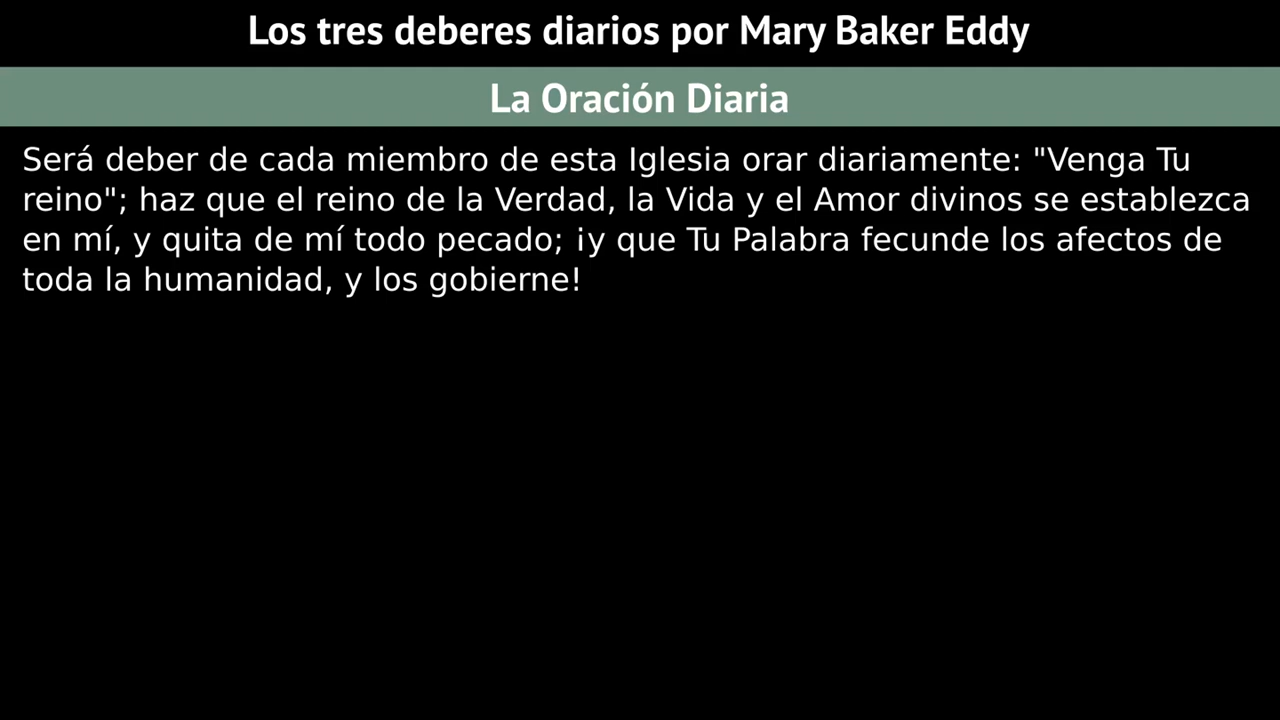 Los tres deberes diarios por Mary Baker Eddy
La Oración Diaria
Será deber de cada miembro de esta Iglesia orar diariamente: "Venga Tu
reino"; haz que el reino de la Verdad, la Vida y el Amor divinos se establezca
en mí, y quita de mí todo pecado; ¡y que Tu Palabra fecunde los afectos de
toda la humanidad, y los gobierne!